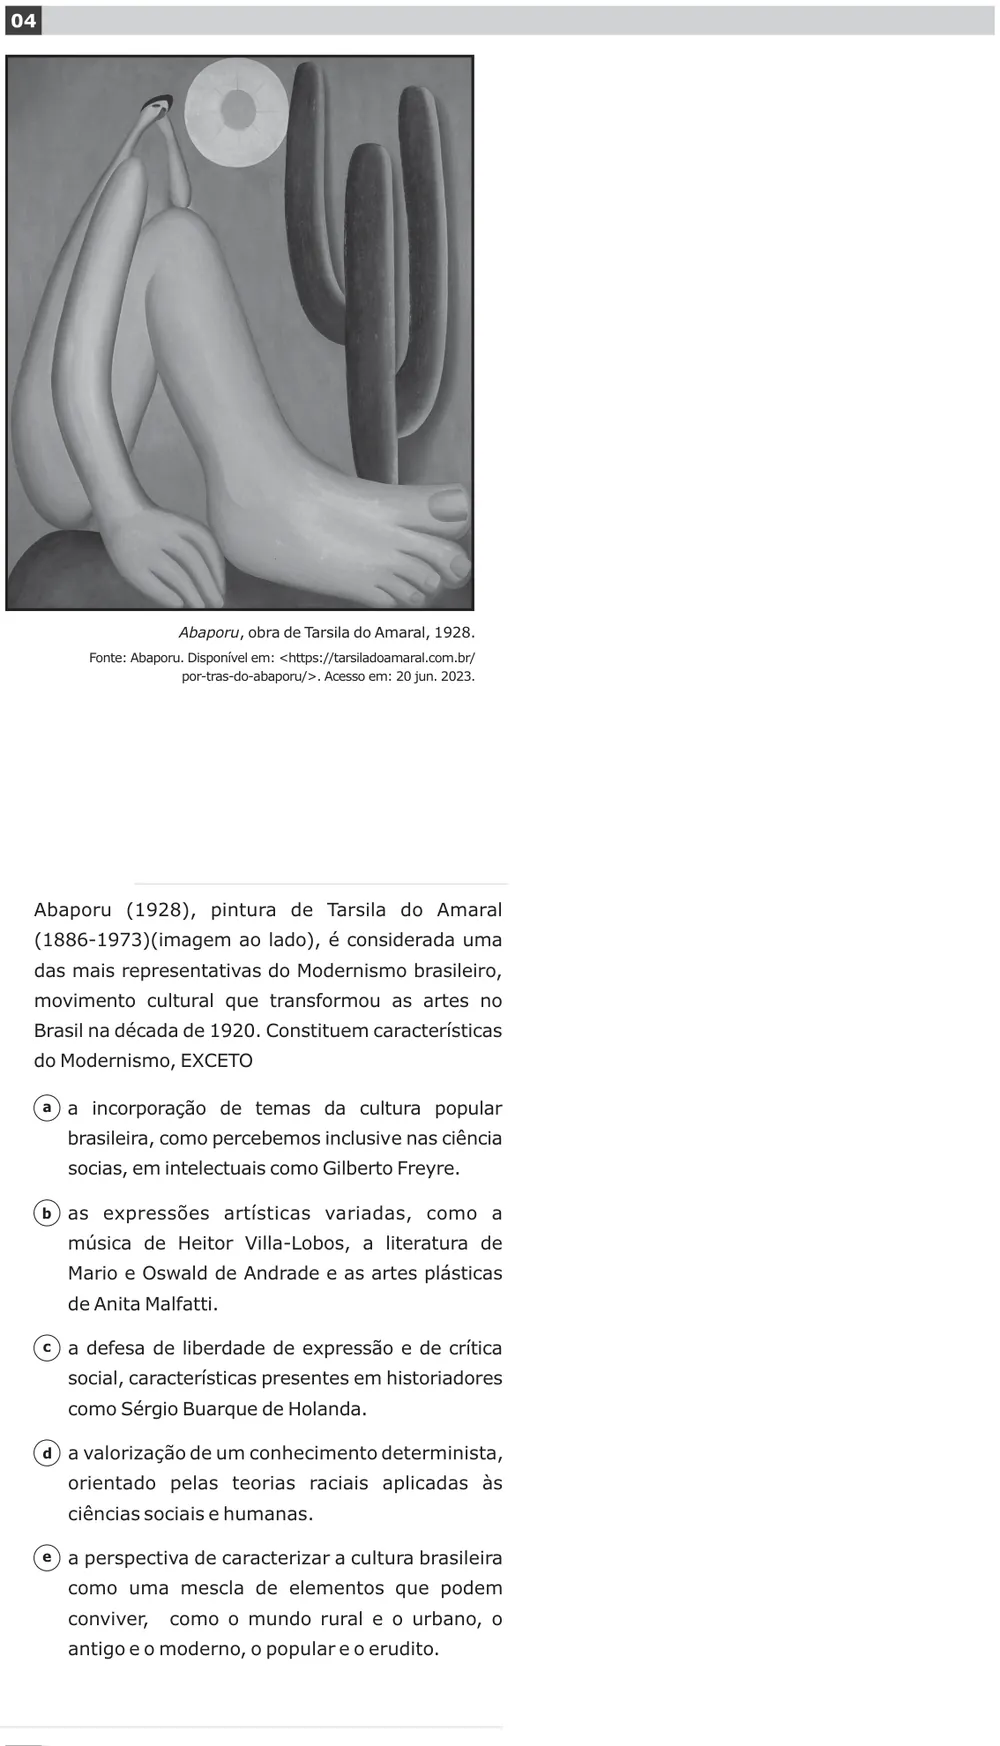 04
Abaporu, obra de Tarsila do Amaral, 1928.
Fonte: Abaporu. Disponível em: <https://tarsiladoamaral.com.br/
por-tras-do-abaporu/>. Acesso em: 20 jun. 2023.
Abaporu (1928), pintura de Tarsila do Amaral
(1886-1973)(imagem ao lado), é considerada uma
das mais representativas do Modernismo brasileiro,
movimento cultural que transformou as artes no
Brasil na década de 1920. Constituem características
do Modernismo, EXCETO
a a incorporação de temas da cultura popular
brasileira, como percebemos inclusive nas ciência
socias, em intelectuais como Gilberto Freyre.
b as expressões artísticas variadas, como a
música de Heitor Villa-Lobos, a literatura de
Mario e Oswald de Andrade e as artes plásticas
de Anita Malfatti.
c a defesa de liberdade de expressão e de crítica
social, características presentes em historiadores
como Sérgio Buarque de Holanda.
d a valorização de um conhecimento determinista,
orientado pelas teorias raciais aplicadas às
ciências sociais e humanas.
e a perspectiva de caracterizar a cultura brasileira
como uma mescla de elementos que podem
conviver, como o mundo rural e o urbano, o
antigo e o moderno, o popular e o erudito.